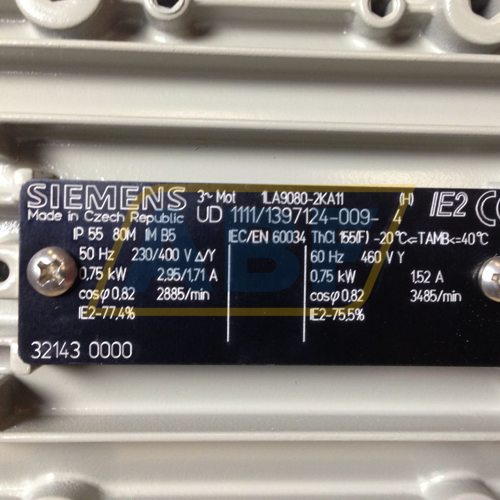 SIEMENS 3~ Mot 1LA9080-2KA11 (H) IE2 CE
Made in Czech Republic UD 1111/1397124-009-4
IP 55 80M IM B5 IEC/EN 60034 ThCl 155(F) -20°C<=TAMB<=40°C
50 Hz 230/400 V Δ/Y 60 Hz 460 V Y
0,75 kW 2,95/1,71 A 0,75 kW 1,52 A
cosφ 0,82 2885/min cosφ 0,82 3485/min
IE2-77,4% IE2-75,5%
32143 0000